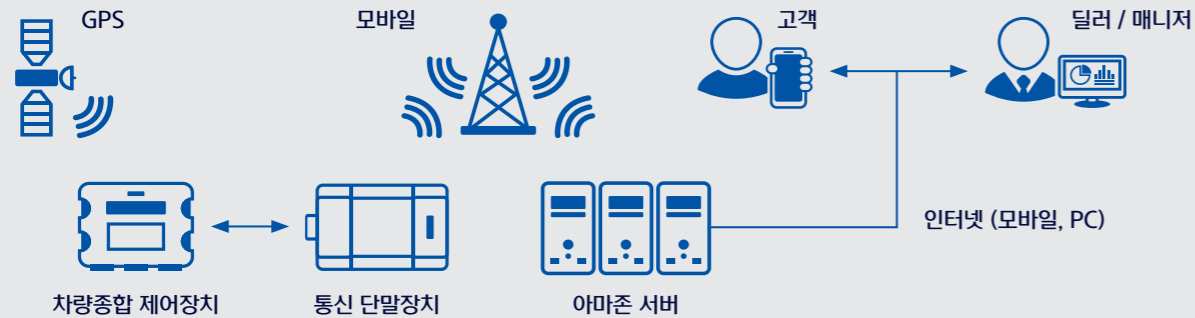 GPS
모바일
고객
딜러 / 매니저
인터넷 (모바일, PC)
차량종합 제어장치
통신 단말장치
아마존 서버